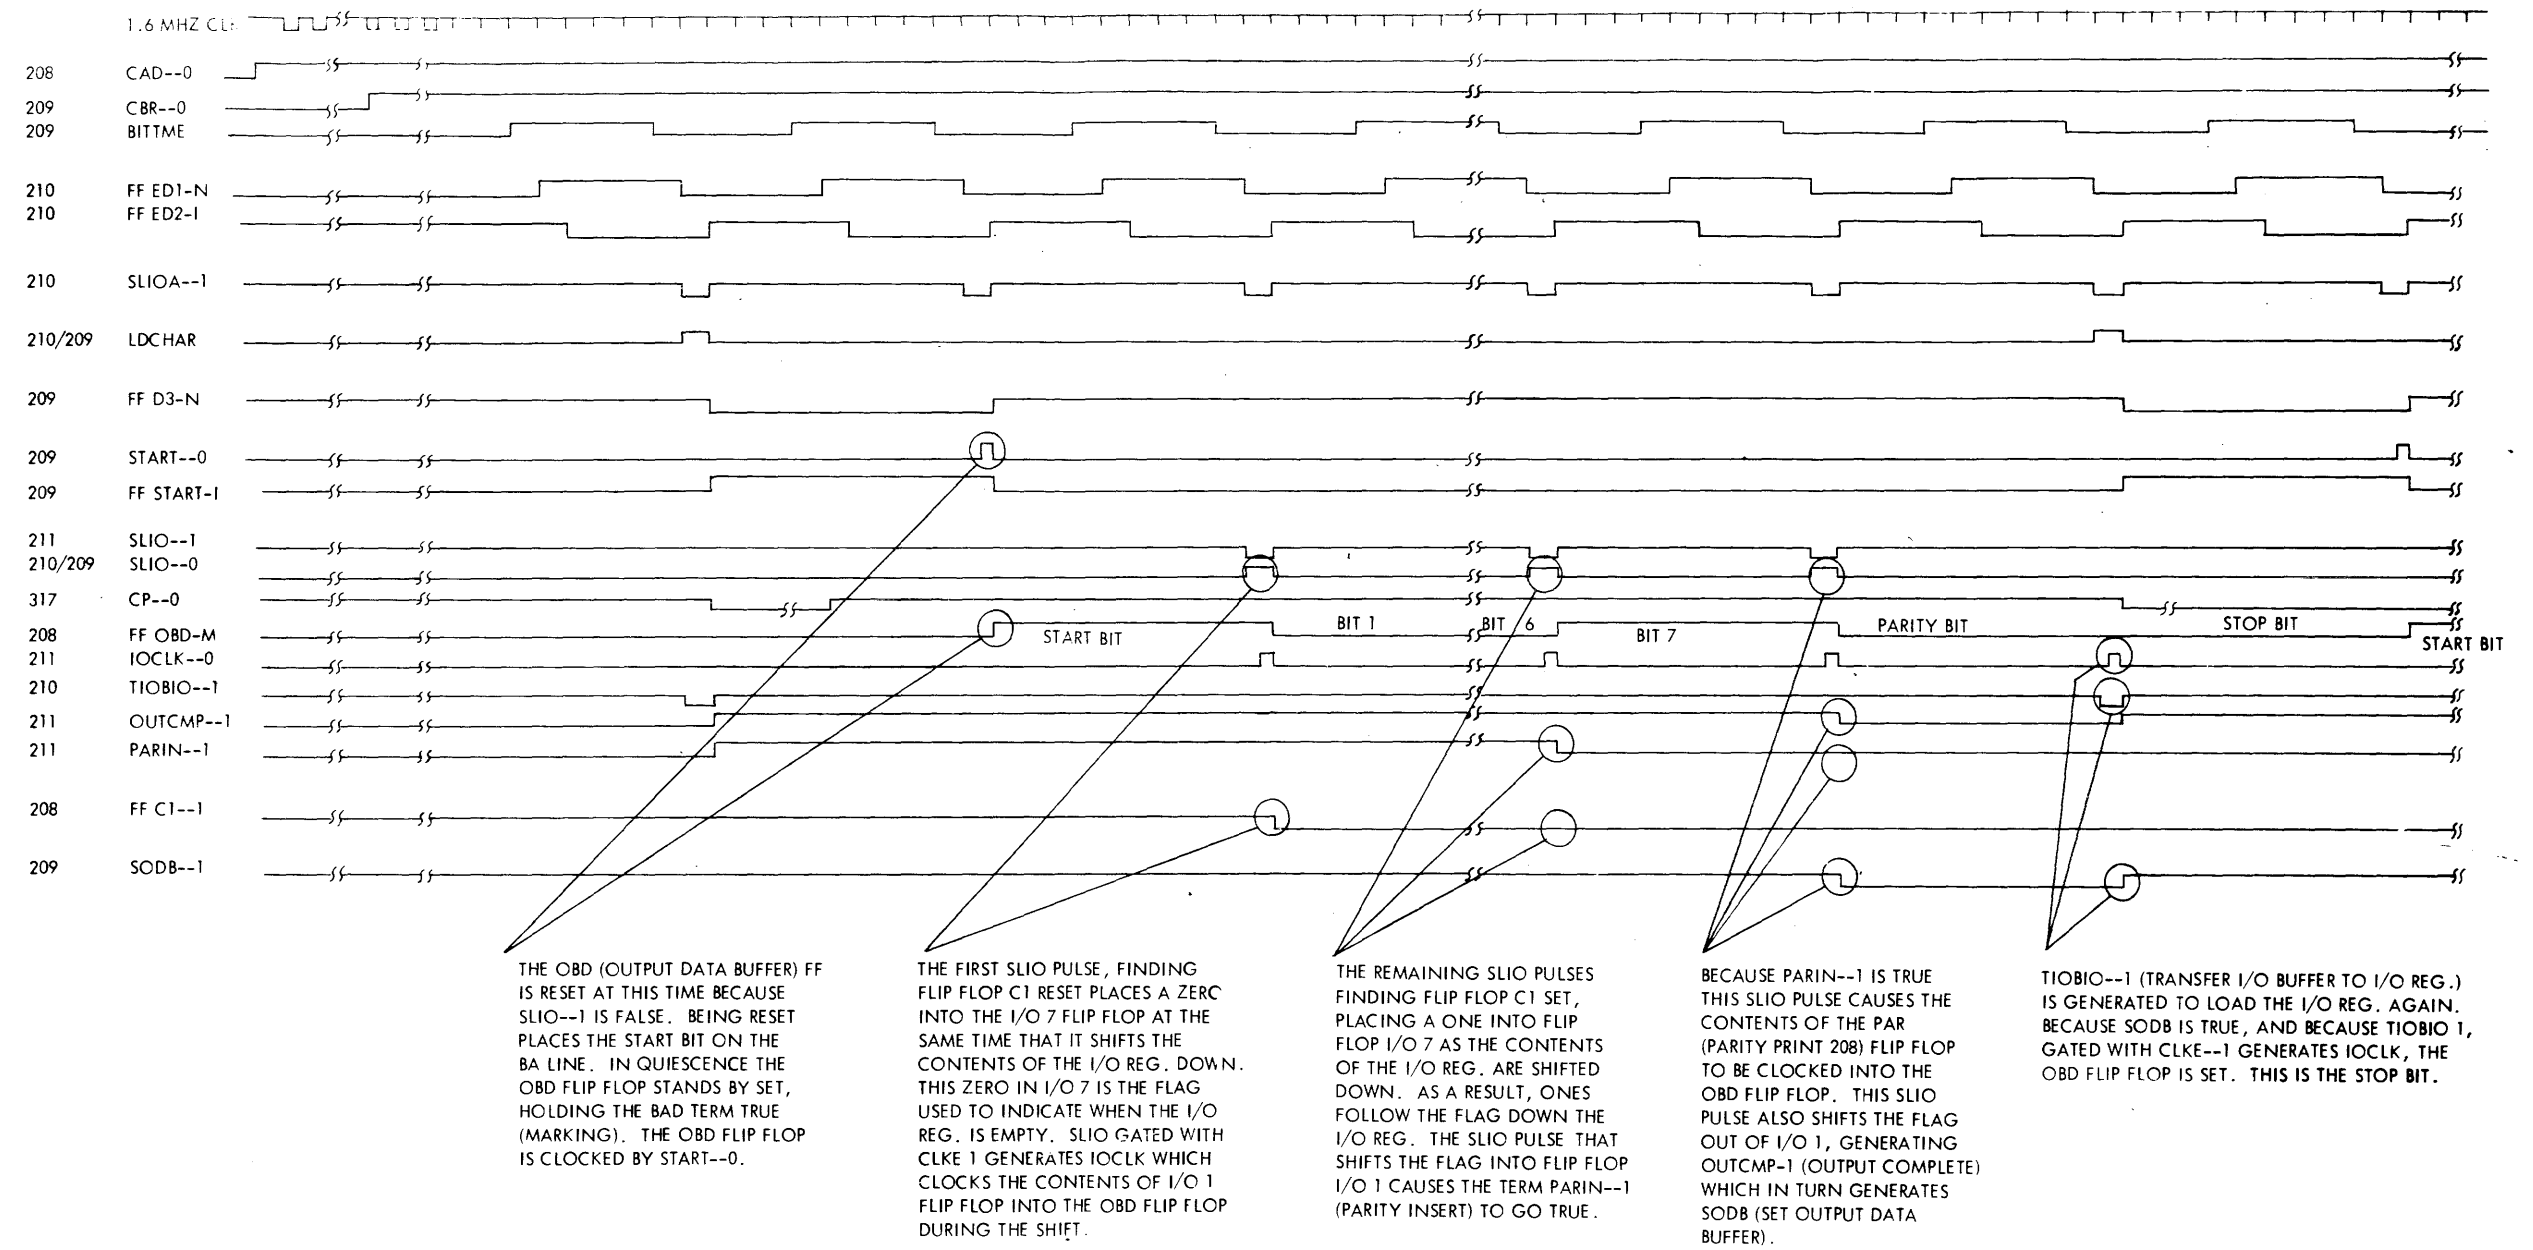 1.6 MHZ CL
208 CAD--0
209 CBR--0
209 BITTME
210 FF ED1-N
210 FF ED2-I
210 SLIOA--1
210/209 LDCHAR
209 FF D3-N
209 START--0
209 FF START-I
211 SLIO--1
210/209 SLIO--0
317 CP--0
208 FF OBD-M START BIT BIT 1 BIT 6 BIT 7 PARITY BIT STOP BIT START BIT
211 IOCLK--0
210 TIOBIO--1
211 OUTCMP--1
211 PARIN--1
208 FF C1--1
209 SODB--1
THE OBD (OUTPUT DATA BUFFER) FF
IS RESET AT THIS TIME BECAUSE
SLIO--1 IS FALSE. BEING RESET
PLACES THE START BIT ON THE
BA LINE. IN QUIESCENCE THE
OBD FLIP FLOP STANDS BY SET,
HOLDING THE BAD TERM TRUE
(MARKING). THE OBD FLIP FLOP
IS CLOCKED BY START--0.
THE FIRST SLIO PULSE, FINDING
FLIP FLOP C1 RESET PLACES A ZERO
INTO THE I/O 7 FLIP FLOP AT THE
SAME TIME THAT IT SHIFTS THE
CONTENTS OF THE I/O REG. DOWN.
THIS ZERO IN I/O 7 IS THE FLAG
USED TO INDICATE WHEN THE I/O
REG. IS EMPTY. SLIO GATED WITH
CLKE 1 GENERATES IOCLK WHICH
CLOCKS THE CONTENTS OF I/O 1
FLIP FLOP INTO THE OBD FLIP FLOP
DURING THE SHIFT.
THE REMAINING SLIO PULSES
FINDING FLIP FLOP C1 SET,
PLACING A ONE INTO FLIP
FLOP I/O 7 AS THE CONTENTS
OF THE I/O REG. ARE SHIFTED
DOWN. AS A RESULT, ONES
FOLLOW THE FLAG DOWN THE
I/O REG. THE SLIO PULSE THAT
SHIFTS THE FLAG INTO FLIP FLOP
I/O 1 CAUSES THE TERM PARIN--1
(PARITY INSERT) TO GO TRUE.
BECAUSE PARIN--1 IS TRUE
THIS SLIO PULSE CAUSES THE
CONTENTS OF THE PAR
(PARITY PRINT 208) FLIP FLOP
TO BE CLOCKED INTO THE
OBD FLIP FLOP. THIS SLIO
PULSE ALSO SHIFTS THE FLAG
OUT OF I/O 1, GENERATING
OUTCMP-1 (OUTPUT COMPLETE)
WHICH IN TURN GENERATES
SODB (SET OUTPUT DATA
BUFFER).
TIOBIO--1 (TRANSFER I/O BUFFER TO I/O REG.)
IS GENERATED TO LOAD THE I/O REG. AGAIN.
BECAUSE SODB IS TRUE, AND BECAUSE TIOBIO 1,
GATED WITH CLKE--1 GENERATES IOCLK, THE
OBD FLIP FLOP IS SET. THIS IS THE STOP BIT.